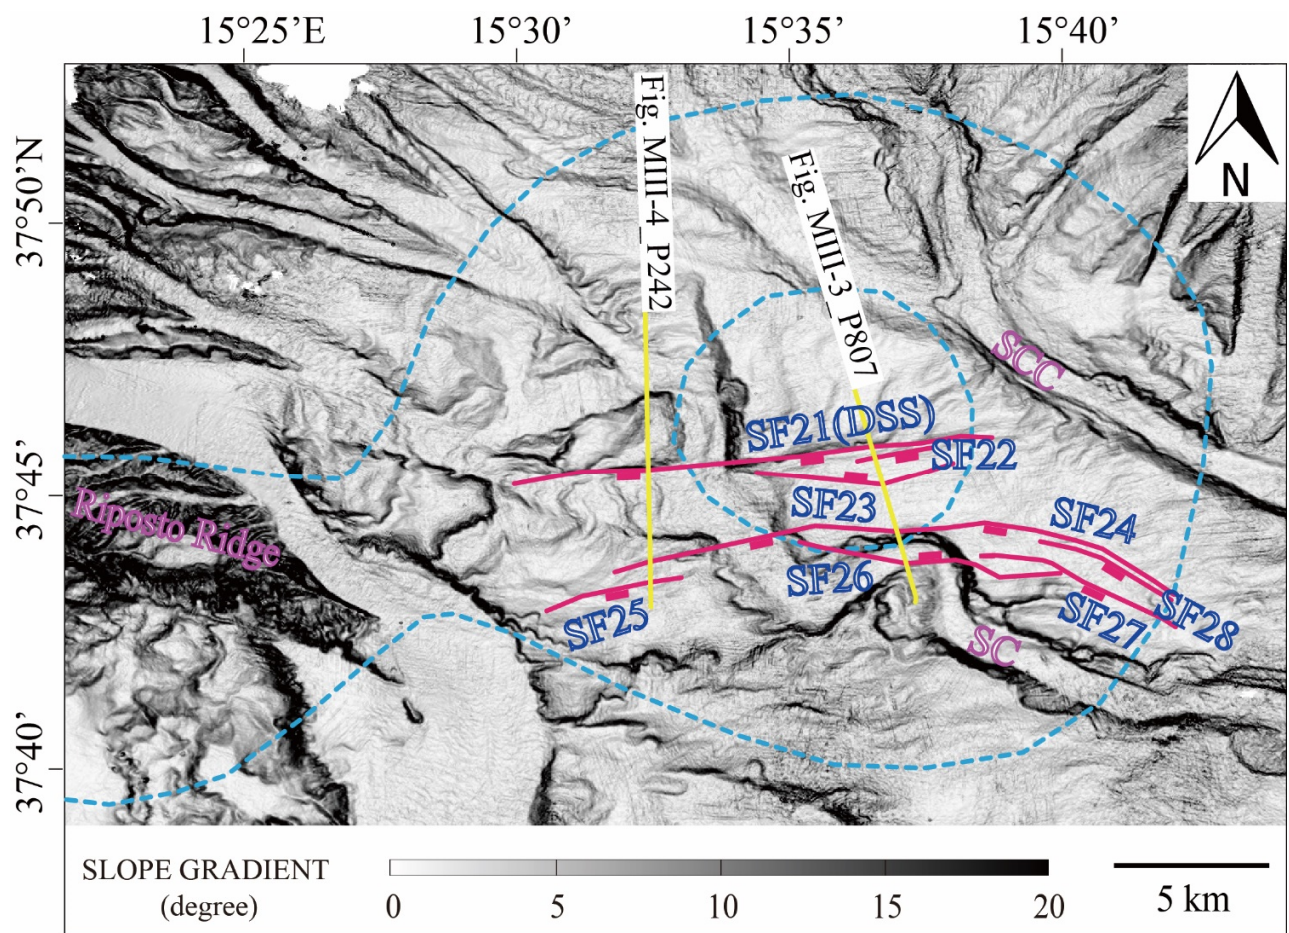 15°25’E 15°30’ 15°35’ 15°40’
N
37°50’N
37°45’
37°40’
Fig. MIII-4_P242
Fig. MIII-3_P807
SCC
SF21(DSS)
SF22
SF23
SF24
Riposto Ridge
SF26
SF25
SF27
SF28
SC
SLOPE GRADIENT
(degree)
0 5 10 15 20
5 km